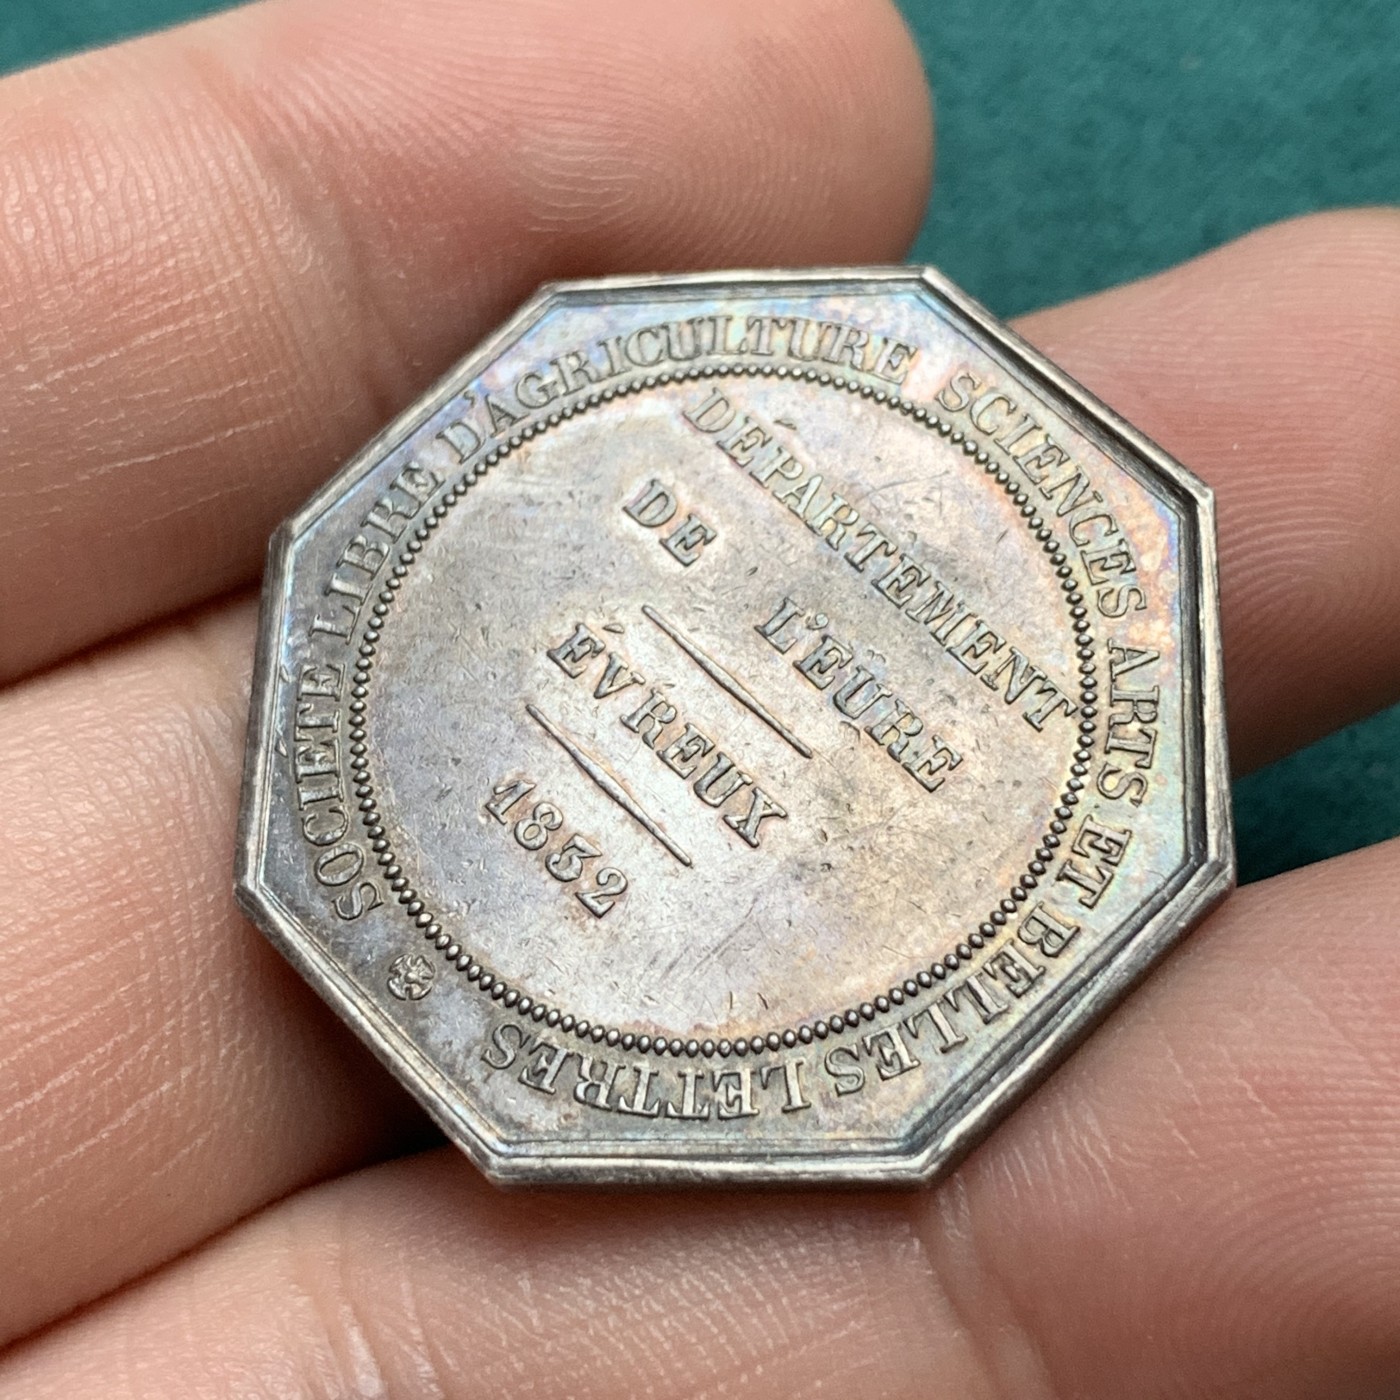 SOCIÉTÉ LIBRE D'AGRICULTURE SCIENCES ARTS ET BELLES LETTRES
DÉPARTEMENT
DE L'EURE
ÉVREUX
1832